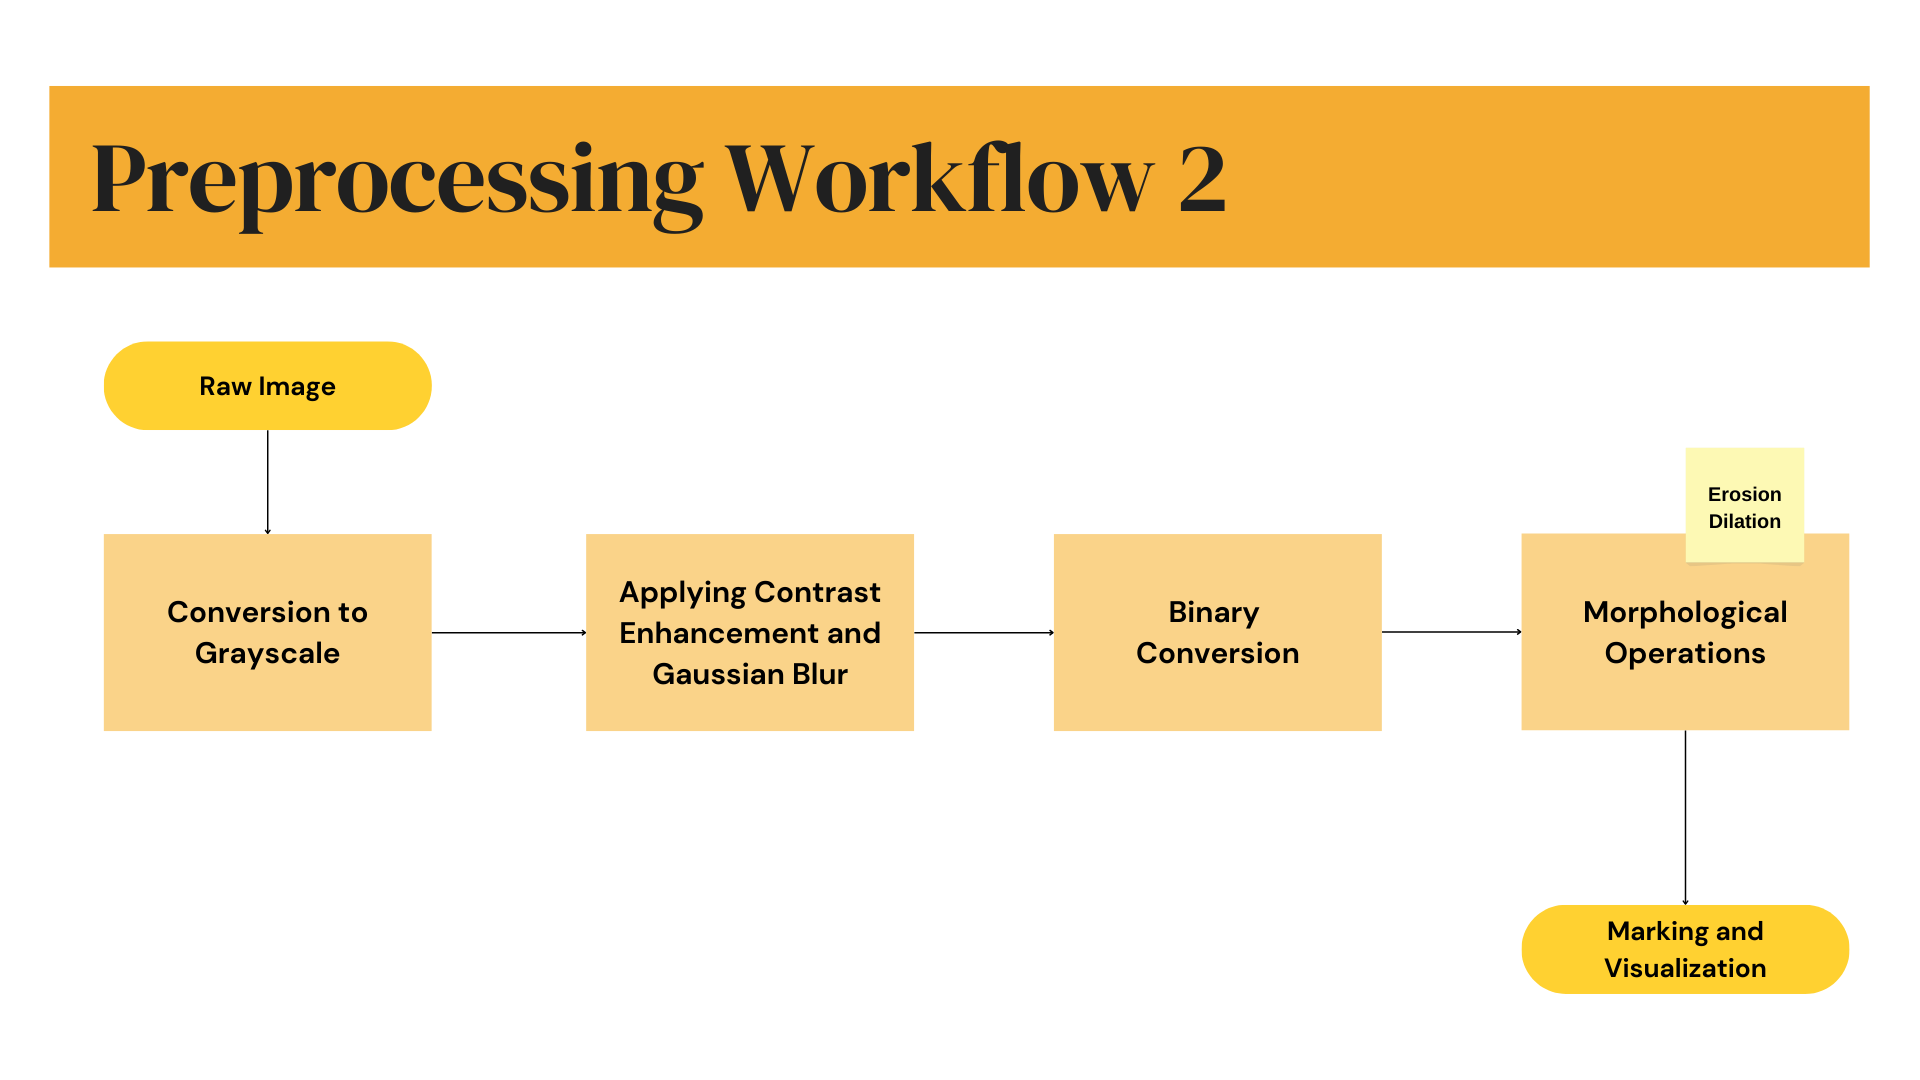 Preprocessing Workflow 2
Raw Image
Conversion to
Grayscale
Applying Contrast
Enhancement and
Gaussian Blur
Binary
Conversion
Erosion
Dilation
Morphological
Operations
Marking and
Visualization